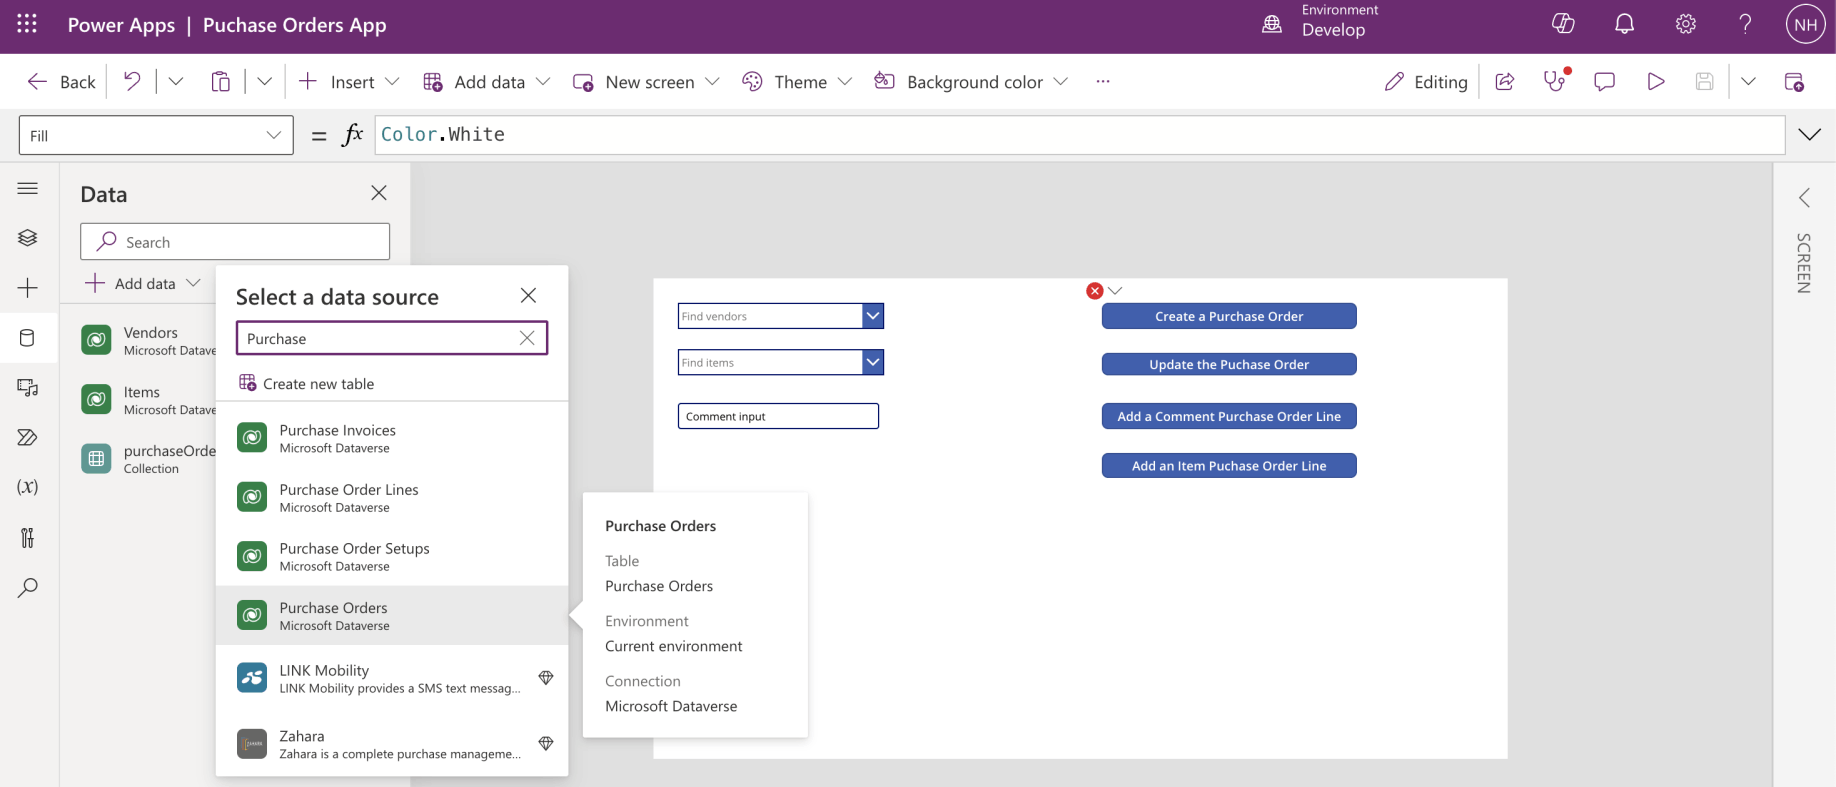 Power Apps | Puchase Orders App
Environment
Develop
NH
Back
Insert
Add data
New screen
Theme
Background color
...
Editing
Fill
= fx
Color.White
Data
Search
Add data
Vendors
Microsoft Datave
Items
Microsoft Datave
purchaseOrde
Collection
(x)
Select a data source
Purchase
Create new table
Purchase Invoices
Microsoft Dataverse
Purchase Order Lines
Microsoft Dataverse
Purchase Order Setups
Microsoft Dataverse
Purchase Orders
Microsoft Dataverse
LINK Mobility
LINK Mobility provides a SMS text messag...
ZAHARA
Zahara
Zahara is a complete purchase manageme...
Purchase Orders
Table
Purchase Orders
Environment
Current environment
Connection
Microsoft Dataverse
Find vendors
Find items
Comment input
Create a Purchase Order
Update the Puchase Order
Add a Comment Purchase Order Line
Add an Item Puchase Order Line
SCREEN